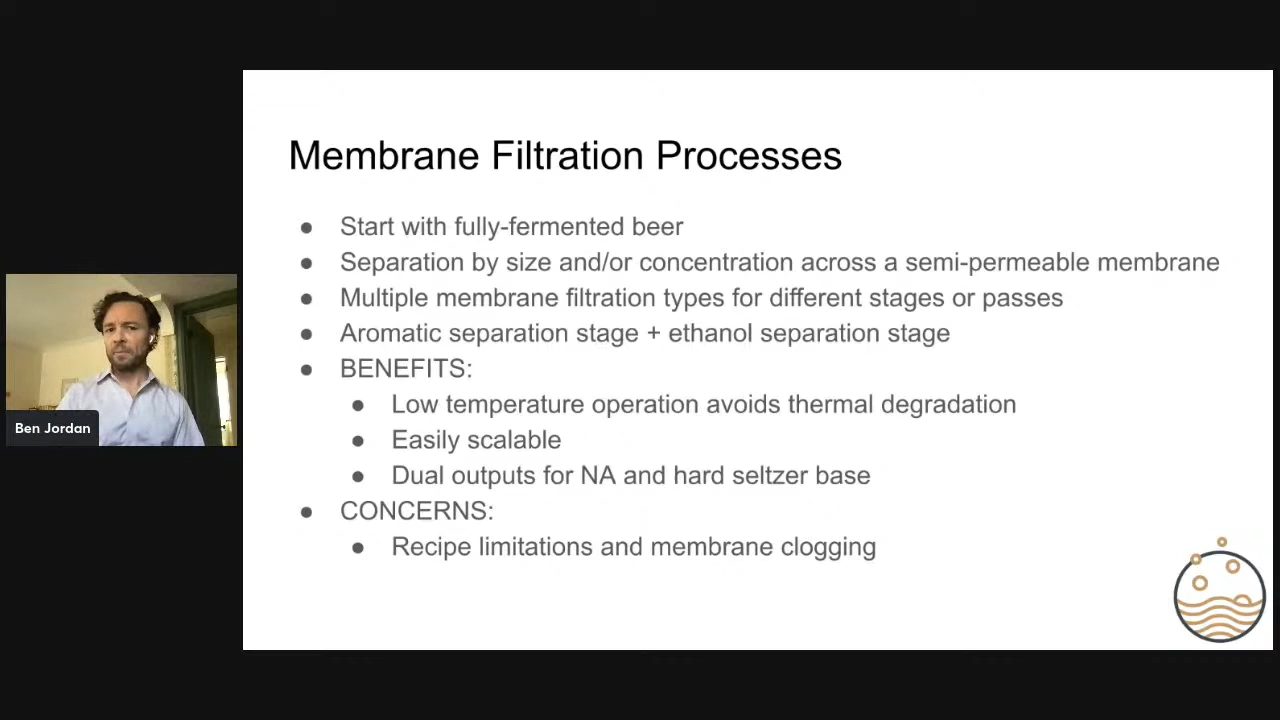 Membrane Filtration Processes
● Start with fully-fermented beer
● Separation by size and/or concentration across a semi-permeable membrane
● Multiple membrane filtration types for different stages or passes
● Aromatic separation stage + ethanol separation stage
● BENEFITS:
● Low temperature operation avoids thermal degradation
● Easily scalable
● Dual outputs for NA and hard seltzer base
● CONCERNS:
● Recipe limitations and membrane clogging
Ben Jordan